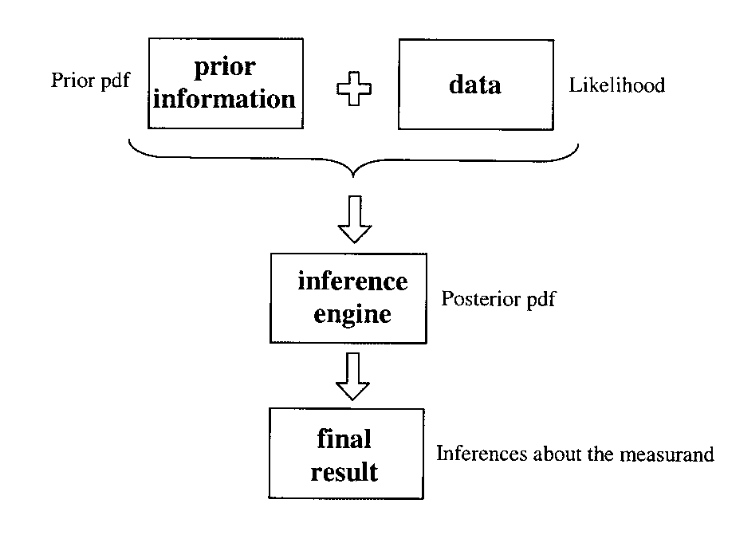 Prior pdf
prior
information
data
Likelihood
inference
engine
Posterior pdf
final
result
Inferences about the measurand